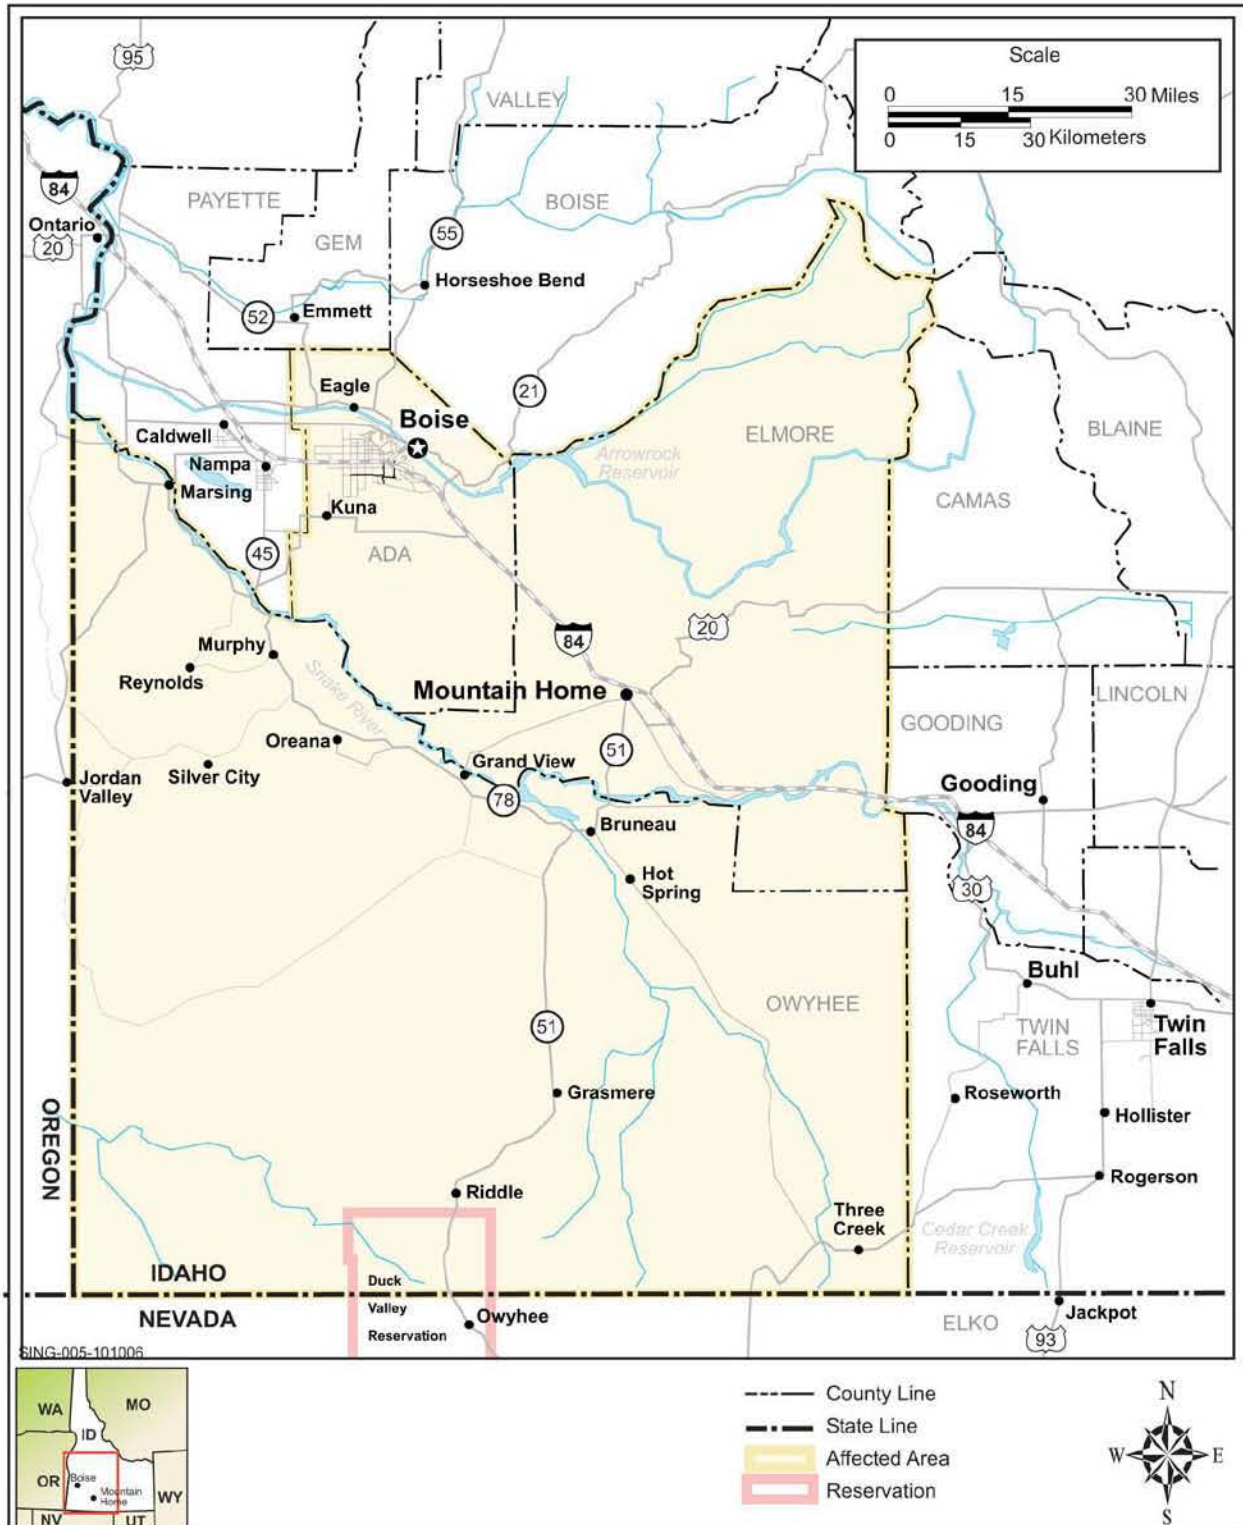 Scale
0 15 30 Miles
0 15 30 Kilometers
95
VALLEY
84
PAYETTE
BOISE
Ontario
20
GEM
55
Horseshoe Bend
52
Emmett
Eagle
21
Boise
Caldwell
ELMORE
BLAINE
Nampa
Arrowrock
Reservoir
Marsing
CAMAS
Kuna
45
ADA
84
20
Murphy
Reynolds
Snake River
Mountain Home
LINCOLN
GOODING
Oreana
51
Silver City
Grand View
Jordan
Valley
78
Gooding
84
Bruneau
Hot
Spring
30
Buhl
OWYHEE
51
TWIN
FALLS
Twin
Falls
Grasmere
Roseworth
Hollister
OREGON
Riddle
Rogerson
Three
Creek
Cedar Creek
Reservoir
IDAHO
Duck
Valley
Reservation
NEVADA
Owyhee
ELKO
Jackpot
93
SING-005-101006
WA
MO
ID
OR
Boise
Mountain
Home
WY
NV
UT
County Line
State Line
Affected Area
Reservation
N
W
E
S